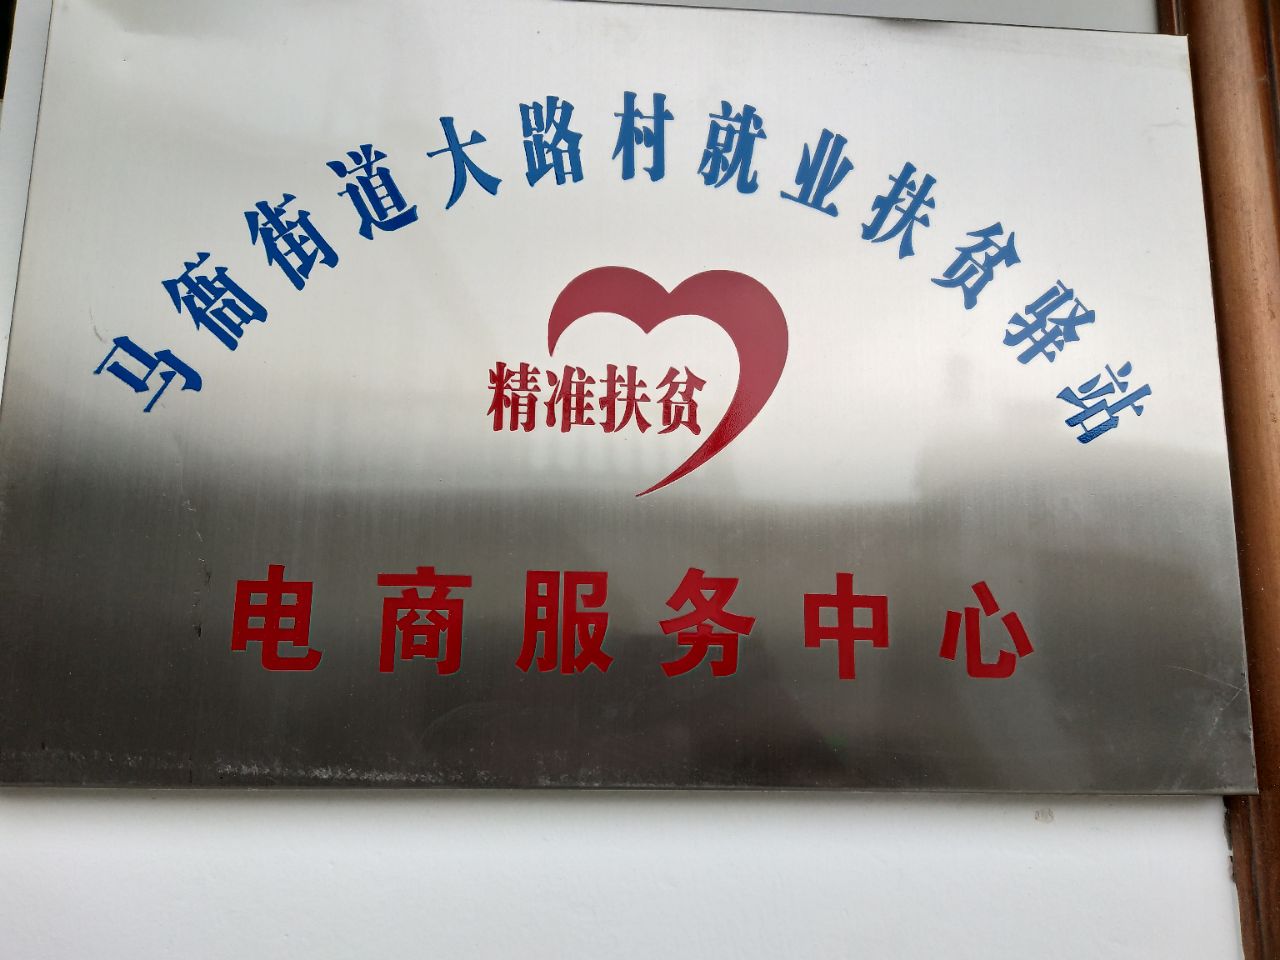 马衙街道大路村就业扶贫驿站
精准扶贫
电商服务中心